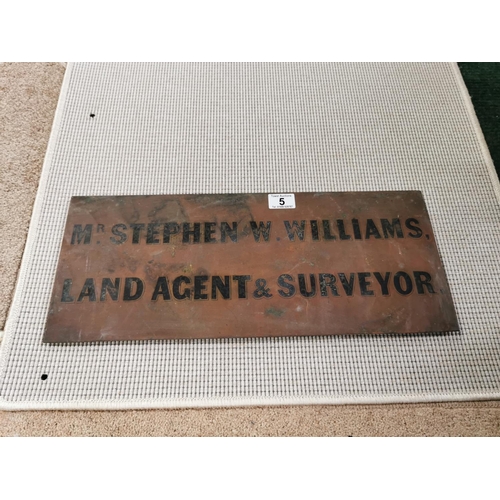 5
Mᴿ STEPHEN W. WILLIAMS.
LAND AGENT & SURVEYOR.